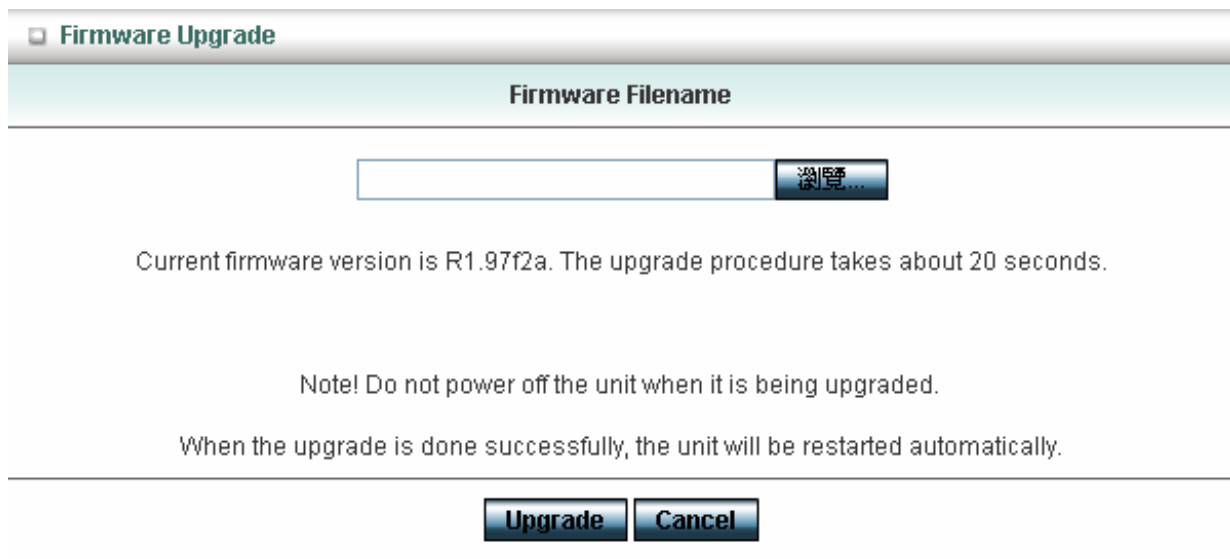 Firmware Upgrade
Firmware Filename
瀏覽...
Current firmware version is R1.97f2a. The upgrade procedure takes about 20 seconds.
Note! Do not power off the unit when it is being upgraded.
When the upgrade is done successfully, the unit will be restarted automatically.
Upgrade Cancel